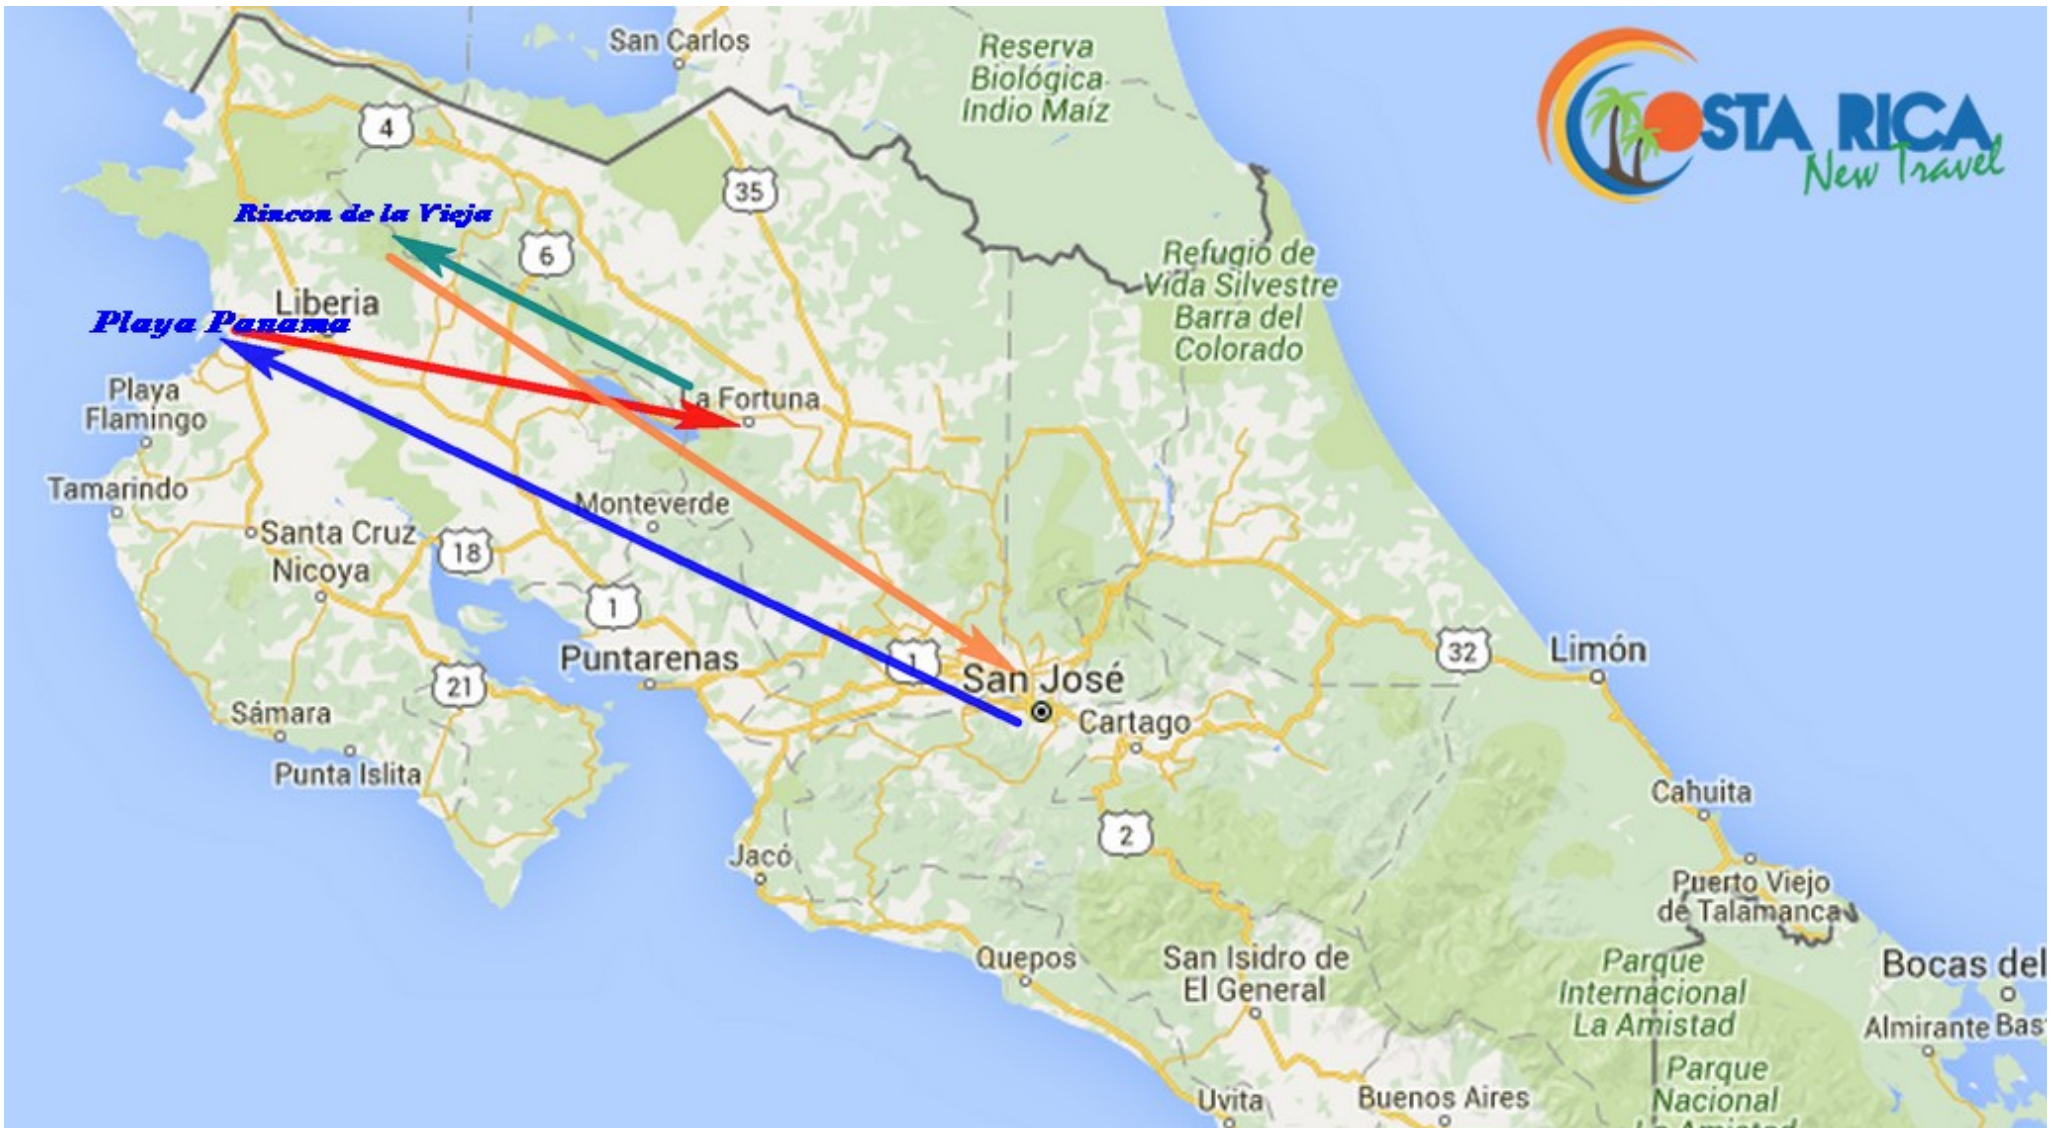 San Carlos
Reserva
Biológica
Indio Maíz
COSTA RICA
New Travel
4
35
Rincon de la Vieja
6
Refugio de
Vida Silvestre
Barra del
Colorado
Liberia
Playa Panama
Playa
Flamingo
La Fortuna
Tamarindo
Monteverde
Santa Cruz
18
Nicoya
1
Puntarenas
1
32
Limón
21
San José
Sámara
Cartago
Punta Islita
Cahuita
2
Jacó
Puerto Viejo
de Talamanca
Quepos
San Isidro de
El General
Parque
Internacional
La Amistad
Bocas del
Almirante
Bas
Parque
Nacional
La Amistad
Uvita
Buenos Aires